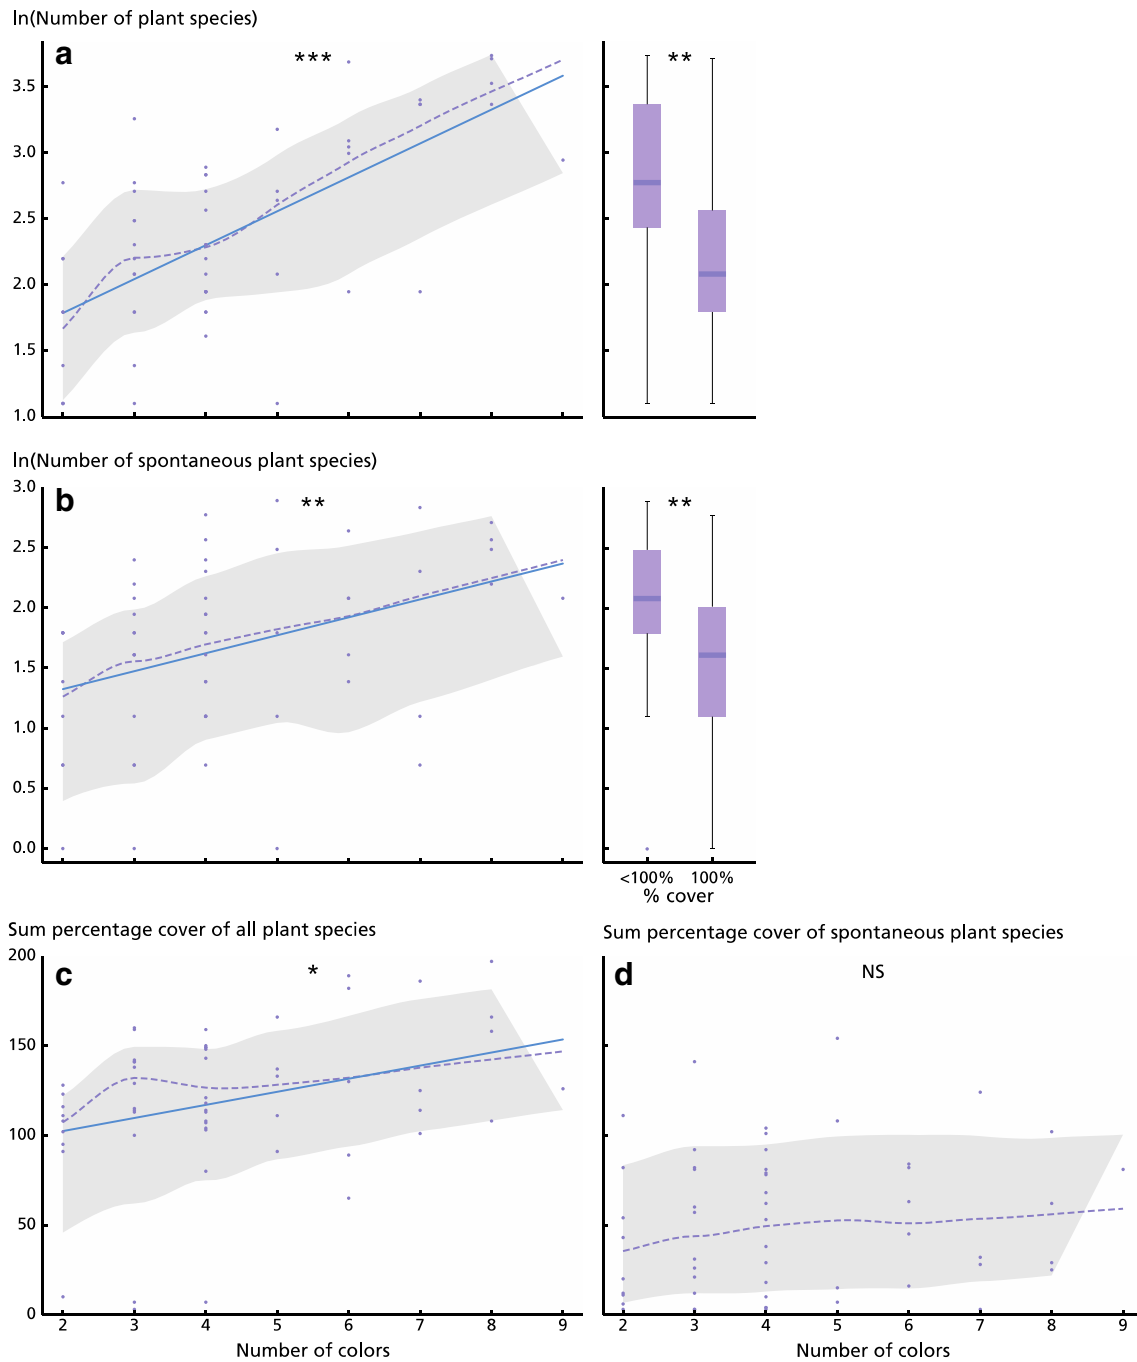 ln(Number of plant species)
a
***
**
3.5
3.0
2.5
2.0
1.5
1.0
ln(Number of spontaneous plant species)
3.0
b
**
**
2.5
2.0
1.5
1.0
0.5
0.0
<100% 100%
% cover
Sum percentage cover of all plant species
Sum percentage cover of spontaneous plant species
200
c
*
d
NS
150
100
50
0
2 3 4 5 6 7 8 9
2 3 4 5 6 7 8 9
Number of colors
Number of colors